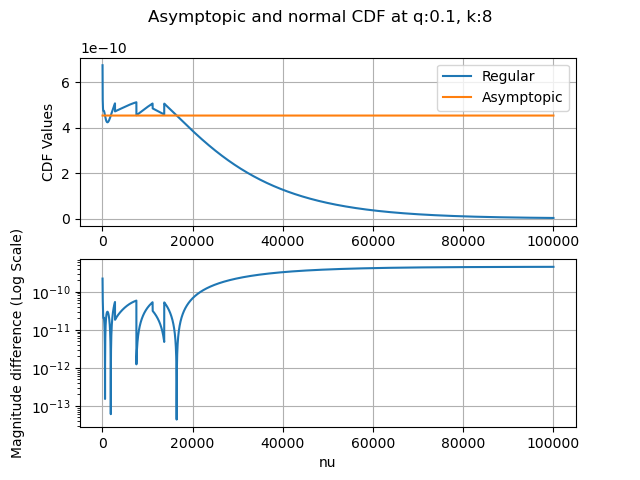 Asymptopic and normal CDF at q:0.1, k:8
1e−10
CDF Values
6
4
2
0
Regular
Asymptopic
0
20000
40000
60000
80000
100000
Magnitude difference (Log Scale)
10⁻¹⁰
10⁻¹¹
10⁻¹²
10⁻¹³
0
20000
40000
60000
80000
100000
nu